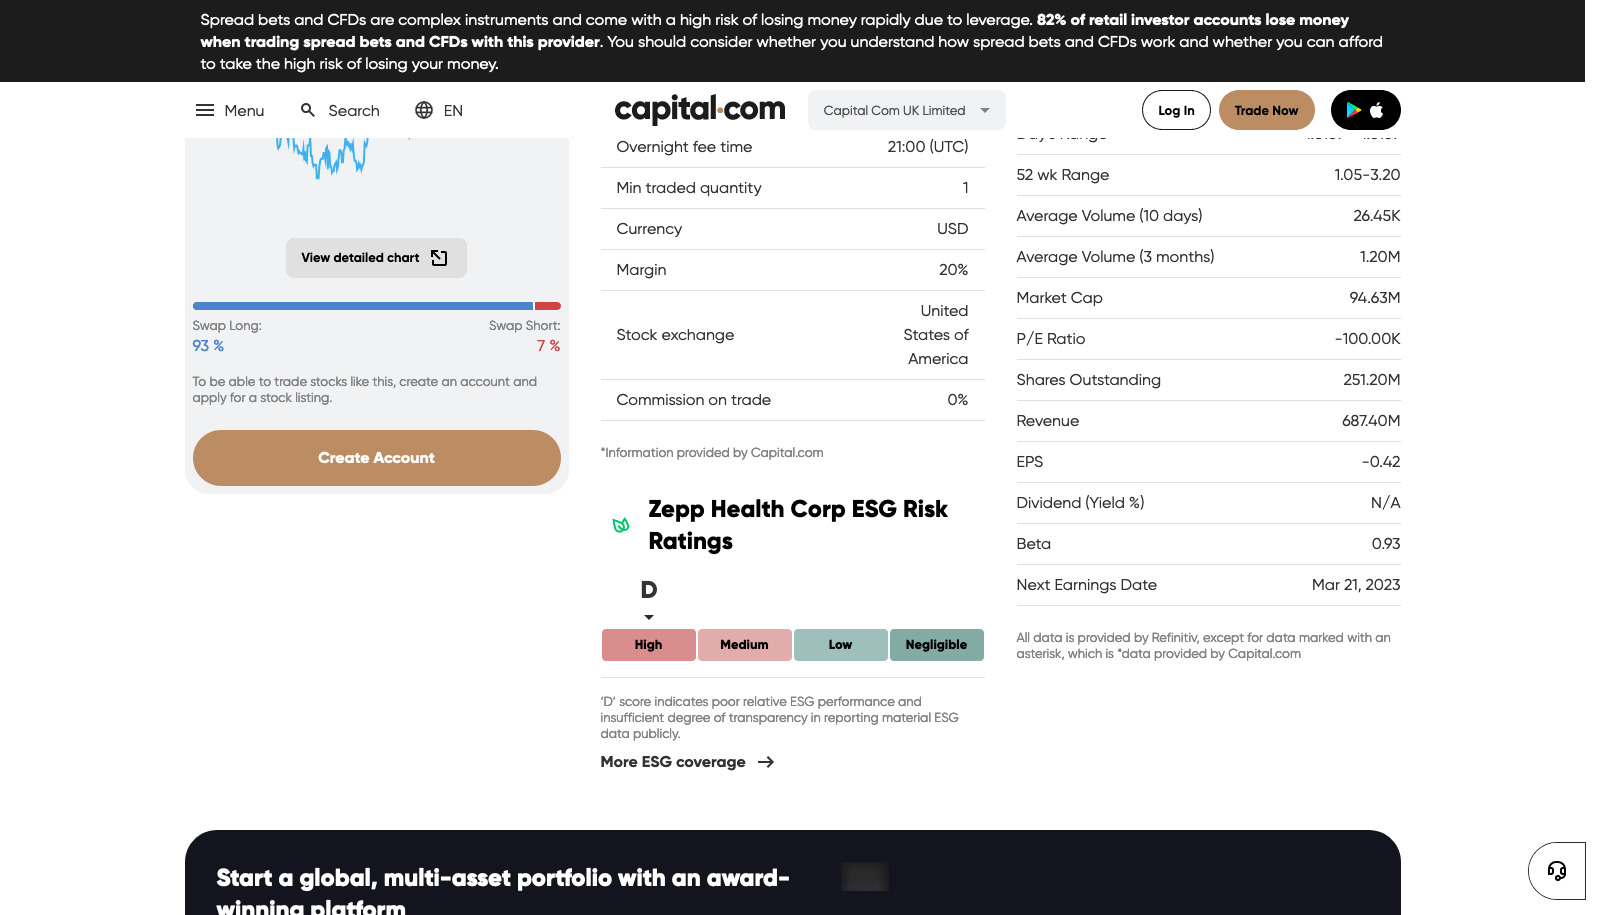 Spread bets and CFDs are complex instruments and come with a high risk of losing money rapidly due to leverage. 82% of retail investor accounts lose money
when trading spread bets and CFDs with this provider. You should consider whether you understand how spread bets and CFDs work and whether you can afford
to take the high risk of losing your money.
Menu
Search
EN
capital.com
Capital Com UK Limited
Log In
Trade Now
View detailed chart
Swap Long:
Swap Short:
93 %
7 %
To be able to trade stocks like this, create an account and
apply for a stock listing.
Create Account
Overnight fee time 21:00 (UTC)
Min traded quantity 1
Currency USD
Margin 20%
Stock exchange United
States of
America
Commission on trade 0%
*Information provided by Capital.com
Zepp Health Corp ESG Risk
Ratings
D
High
Medium
Low
Negligible
'D' score indicates poor relative ESG performance and
insufficient degree of transparency in reporting material ESG
data publicly.
More ESG coverage
52 wk Range 1.05-3.20
Average Volume (10 days) 26.45K
Average Volume (3 months) 1.20M
Market Cap 94.63M
P/E Ratio -100.00K
Shares Outstanding 251.20M
Revenue 687.40M
EPS -0.42
Dividend (Yield %) N/A
Beta 0.93
Next Earnings Date Mar 21, 2023
All data is provided by Refinitiv, except for data marked with an
asterisk, which is *data provided by Capital.com
Start a global, multi-asset portfolio with an award-
winning platform